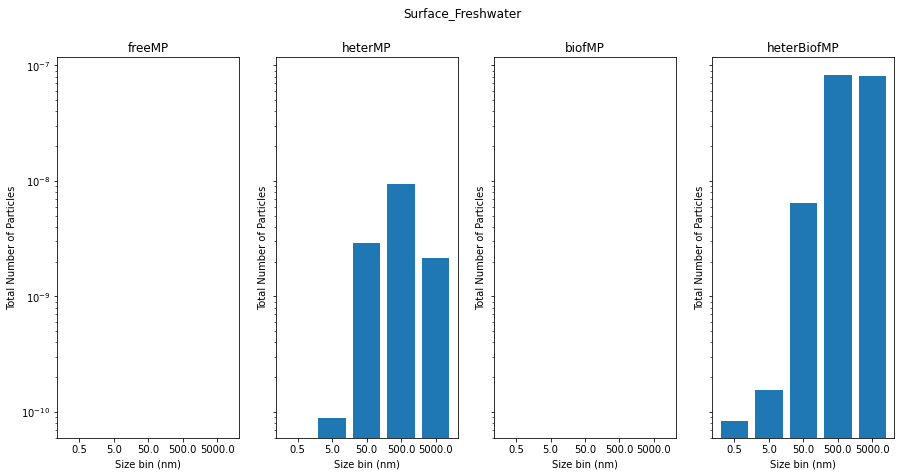 Surface_Freshwater
freeMP
heterMP
biofMP
heterBiofMP
10⁻⁷
10⁻⁸
10⁻⁹
10⁻¹⁰
Total Number of Particles
Total Number of Particles
Total Number of Particles
Total Number of Particles
0.5 5.0 50.0 500.0 5000.0
0.5 5.0 50.0 500.0 5000.0
0.5 5.0 50.0 500.0 5000.0
0.5 5.0 50.0 500.0 5000.0
Size bin (nm)
Size bin (nm)
Size bin (nm)
Size bin (nm)